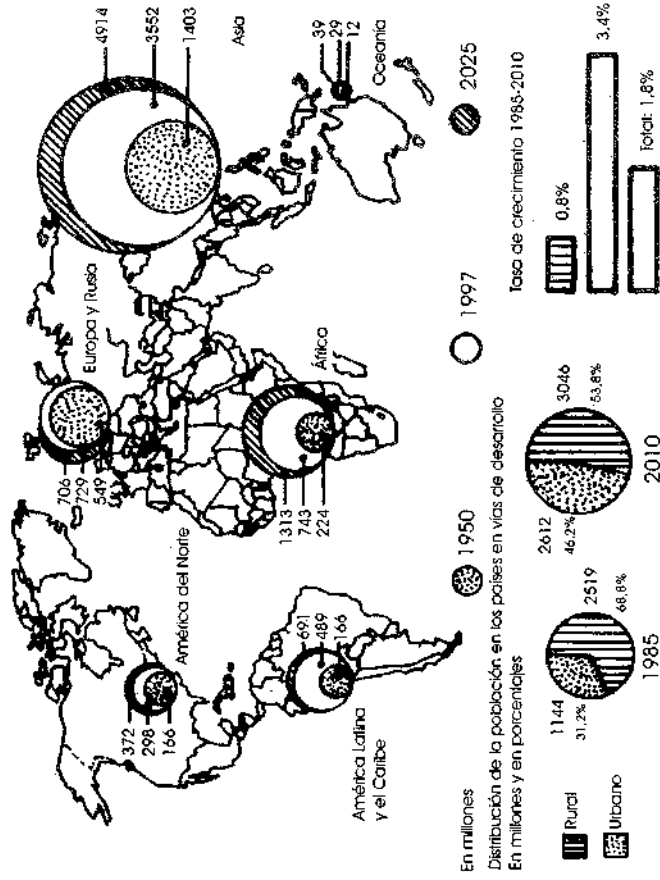 América del Norte
372
298
166
Europa y Rusia
706
729
549
Asia
4914
3552
1403
África
1313
743
224
América Latina
y el Caribe
691
489
166
Oceanía
39
29
12
En millones
1950
1997
2025
Distribución de la población en los países en vías de desarrollo
En millones y en porcentajes
Rural
Urbano
1144
31.2%
2519
68.8%
1985
2612
46.2%
3046
53.8%
2010
Tasa de crecimiento 1985-2010
0.8%
3.4%
Total: 1.8%